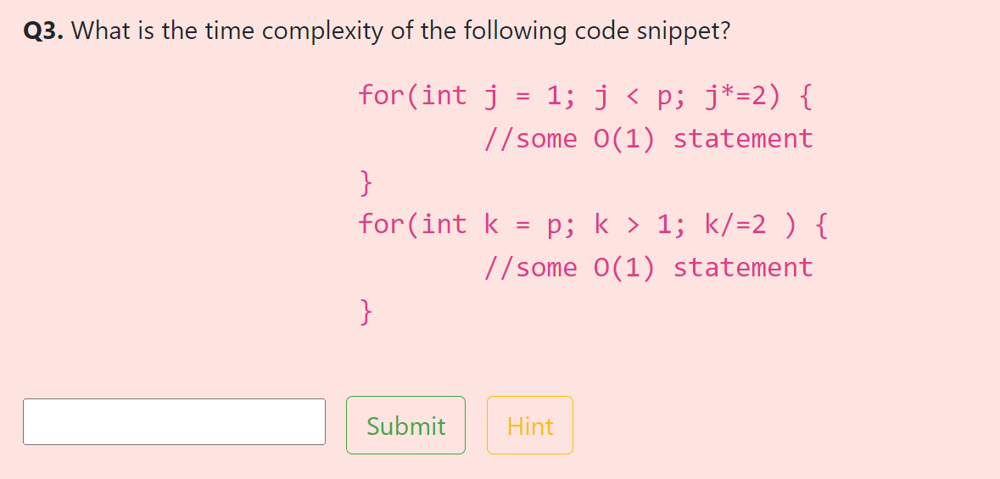 Q3. What is the time complexity of the following code snippet?
for(int j = 1; j < p; j*=2) {
//some O(1) statement
}
for(int k = p; k > 1; k/=2 ) {
//some O(1) statement
}
Submit Hint